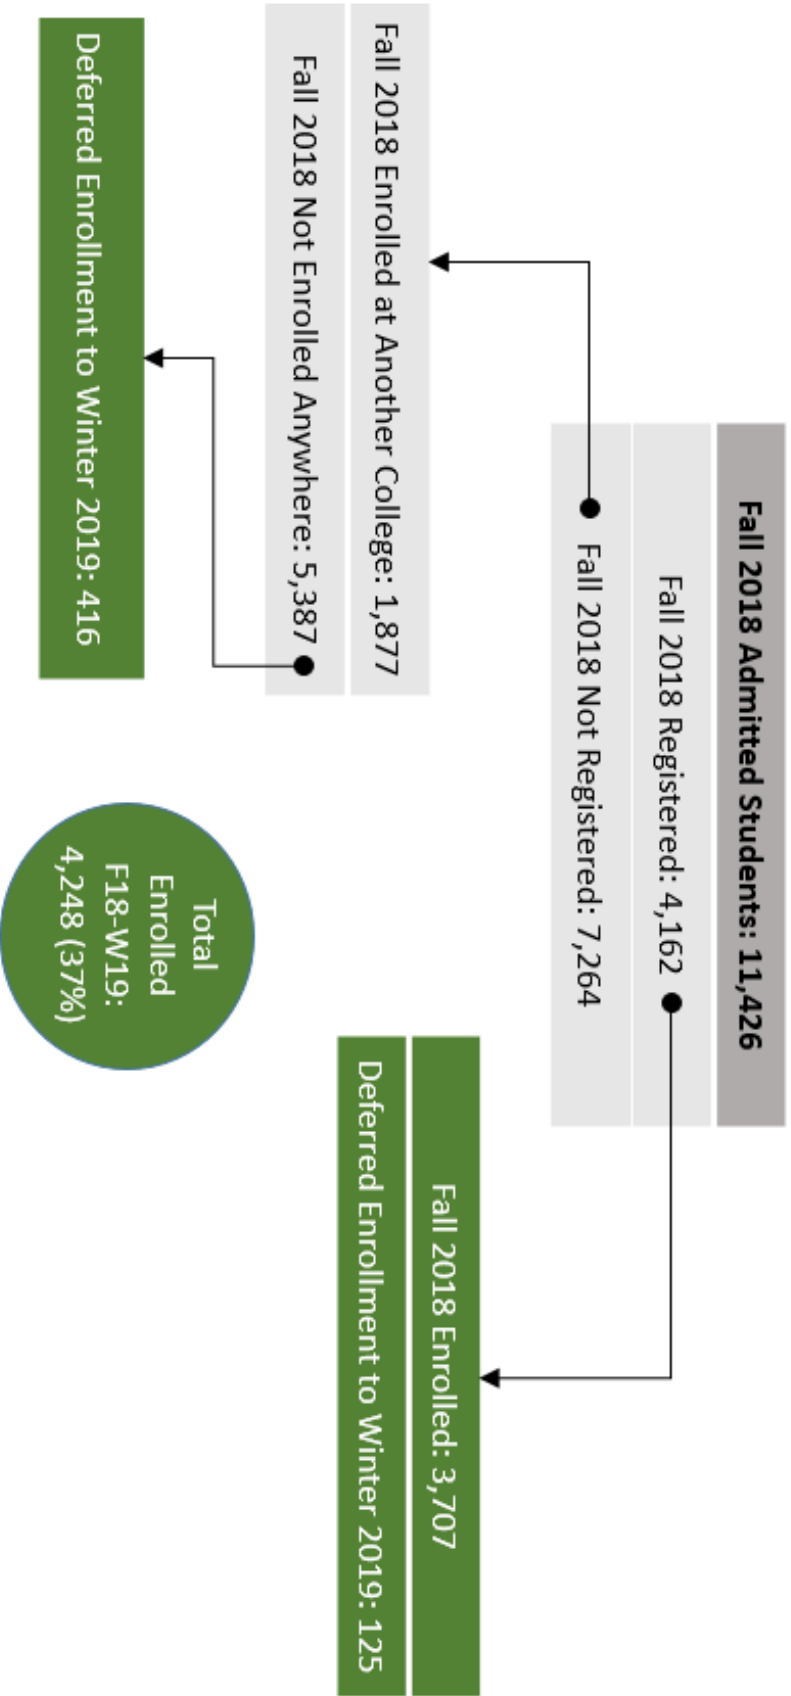 Fall 2018 Admitted Students: 11,426
Fall 2018 Registered: 4,162
Fall 2018 Not Registered: 7,264
Fall 2018 Enrolled at Another College: 1,877
Fall 2018 Not Enrolled Anywhere: 5,387
Fall 2018 Enrolled: 3,707
Deferred Enrollment to Winter 2019: 125
Deferred Enrollment to Winter 2019: 416
Total
Enrolled
F18-W19:
4,248 (37%)